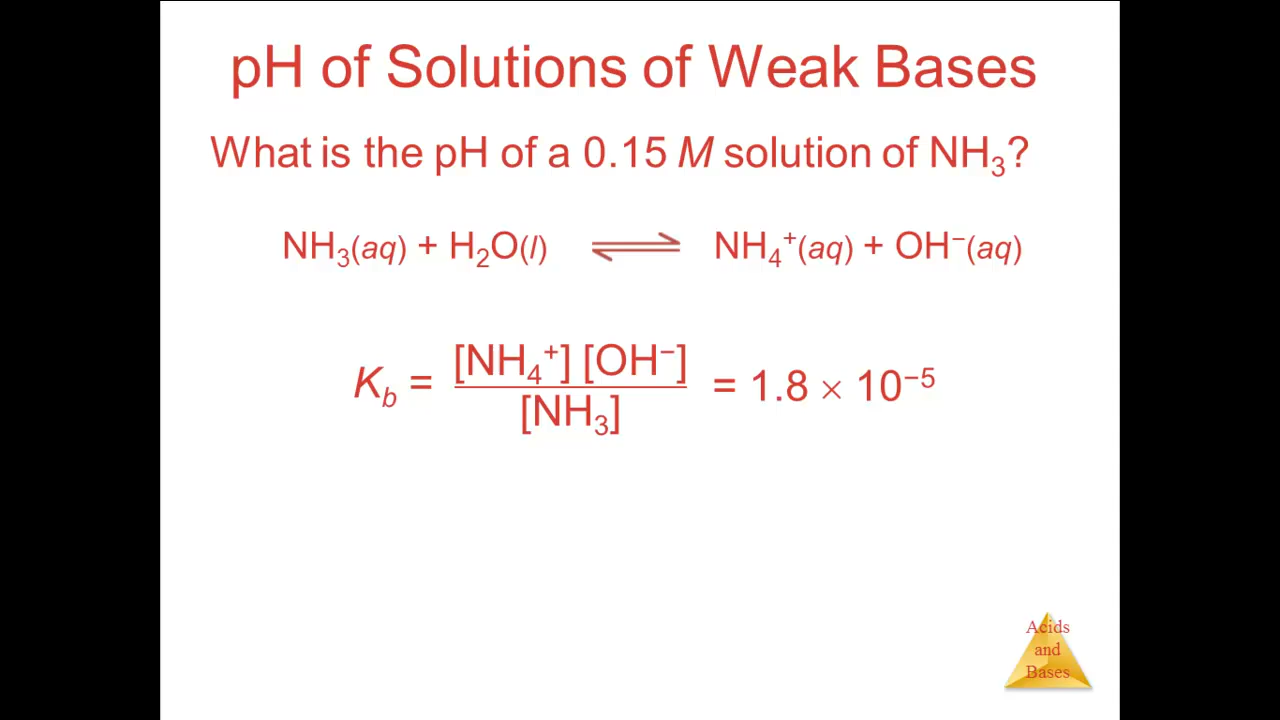 pH of Solutions of Weak Bases
What is the pH of a 0.15 M solution of NH₃?
NH₃(aq) + H₂O(l) ⇌ NH₄⁺(aq) + OH⁻(aq)
K_b = [NH₄⁺] [OH⁻] / [NH₃] = 1.8 × 10⁻⁵
Acids
and
Bases